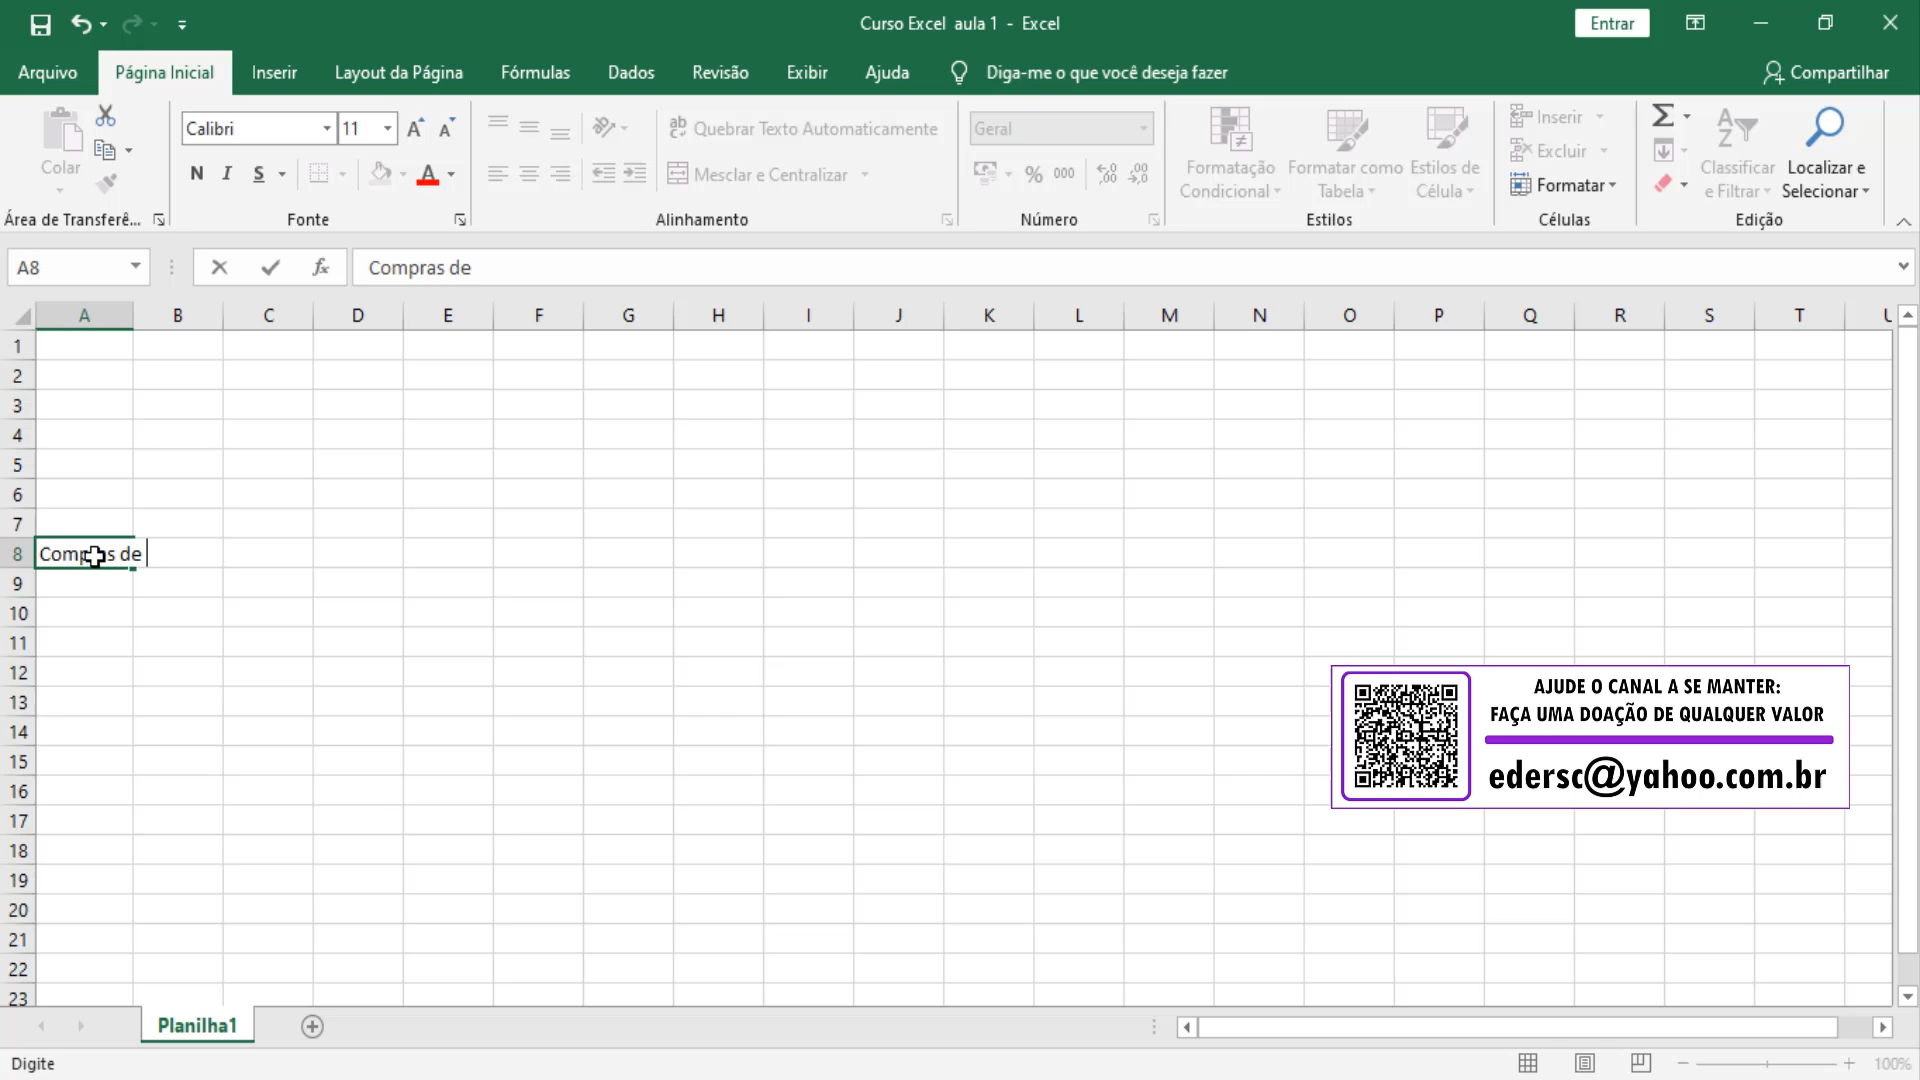 Curso Excel aula 1 - Excel
Entrar
Arquivo
Página Inicial
Inserir
Layout da Página
Fórmulas
Dados
Revisão
Exibir
Ajuda
Diga-me o que você deseja fazer
Compartilhar
Colar
Área de Transferê...
Calibri
11
N I S
Fonte
Quebrar Texto Automaticamente
Mesclar e Centralizar
Alinhamento
Geral
% 000
Número
Formatação Condicional
Formatar como Tabela
Estilos de Célula
Estilos
Inserir
Excluir
Formatar
Células
Classificar e Filtrar
Localizar e Selecionar
Edição
A8
fx
Compras de
A B C D E F G H I J K L M N O P Q R S T U
1
2
3
4
5
6
7
8 Compras de
9
10
11
12
13
14
15
16
17
18
19
20
21
22
23
AJUDE O CANAL A SE MANTER:
FAÇA UMA DOAÇÃO DE QUALQUER VALOR
edersc@yahoo.com.br
Planilha1
Digite
100%